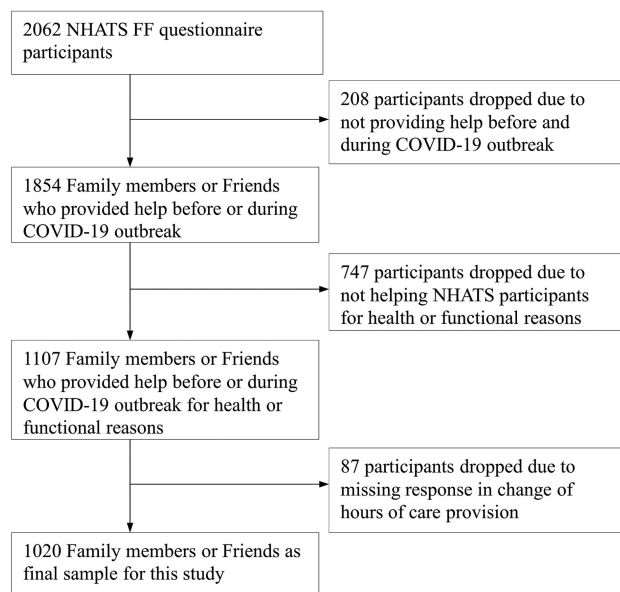 2062 NHATS FF questionnaire
participants
208 participants dropped due to
not providing help before and
during COVID-19 outbreak
1854 Family members or Friends
who provided help before or during
COVID-19 outbreak
747 participants dropped due to
not helping NHATS participants
for health or functional reasons
1107 Family members or Friends
who provided help before or during
COVID-19 outbreak for health or
functional reasons
87 participants dropped due to
missing response in change of
hours of care provision
1020 Family members or Friends as
final sample for this study